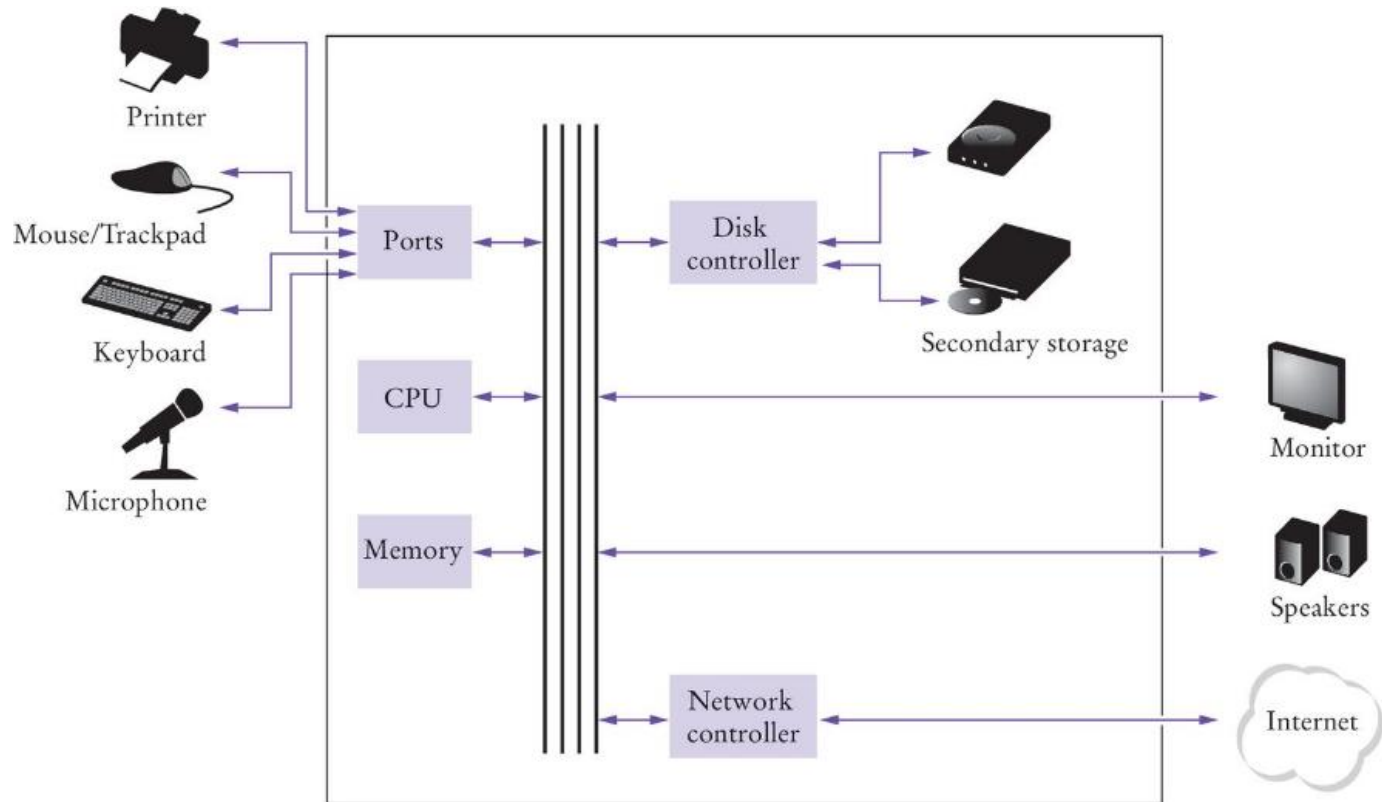 Printer
Mouse/Trackpad
Keyboard
Microphone
Ports
CPU
Memory
Disk
controller
Secondary storage
Network
controller
Monitor
Speakers
Internet